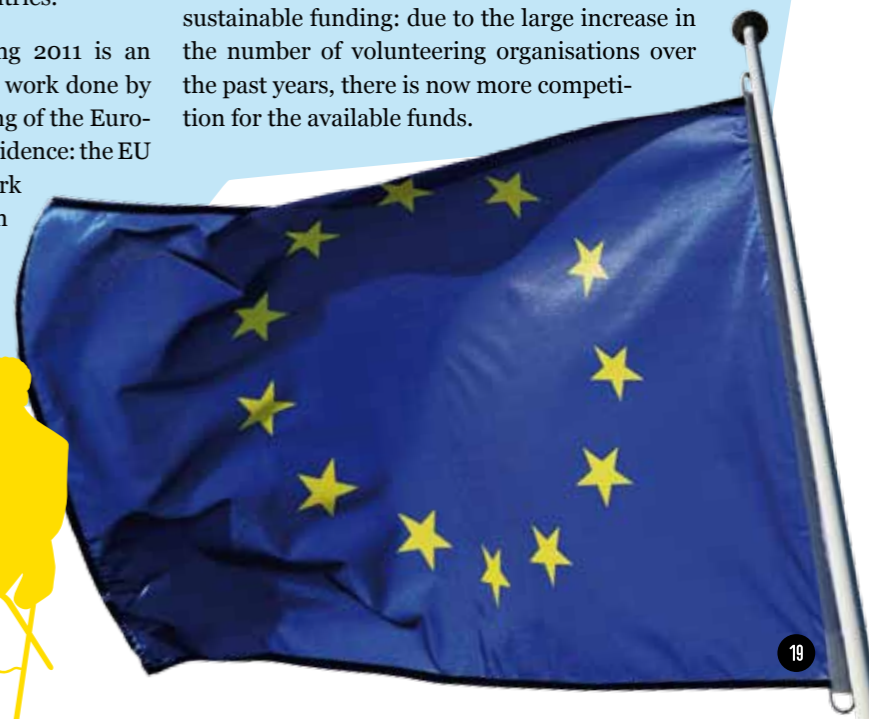 ntries.
ng 2011 is an
work done by
ng of the Euro-
idence: the EU
rk
n
sustainable funding: due to the large increase in
the number of volunteering organisations over
the past years, there is now more competi-
tion for the available funds.
19